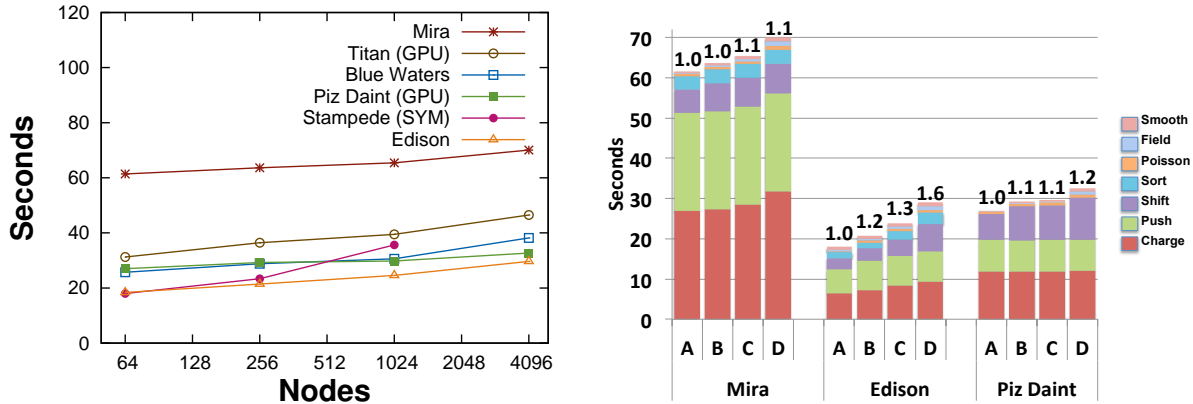 Seconds
120
100
80
60
40
20
0
Mira
Titan (GPU)
Blue Waters
Piz Daint (GPU)
Stampede (SYM)
Edison
64 128 256 512 1024 2048 4096
Nodes
Seconds
70
60
50
40
30
20
10
0
1.0 1.0 1.1 1.1
1.0 1.2 1.3 1.6
1.0 1.1 1.1 1.2
A B C D A B C D A B C D
Mira Edison Piz Daint
Smooth
Field
Poisson
Sort
Shift
Push
Charge